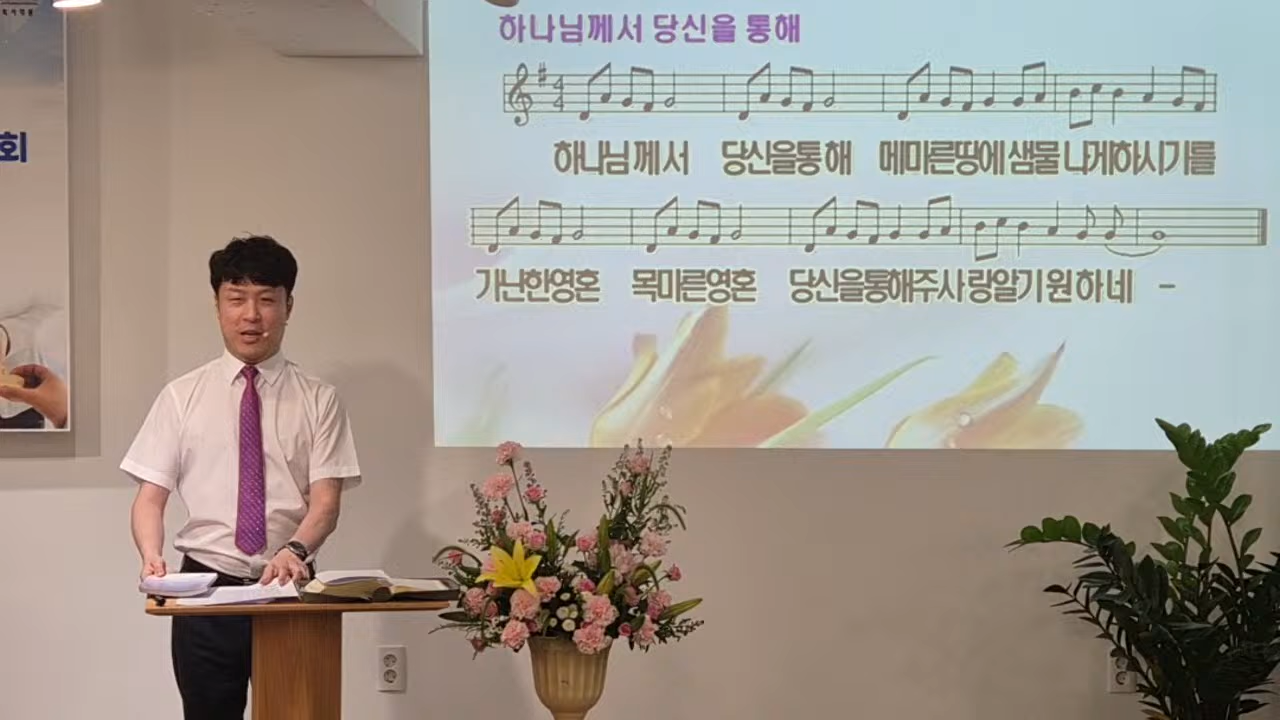 하나님께서 당신을 통해
하나님께서 당신을통해 메마른땅에 샘물 나게하시기를
가난한영혼 목마른영혼 당신을통해주사랑알기원하네 -
회